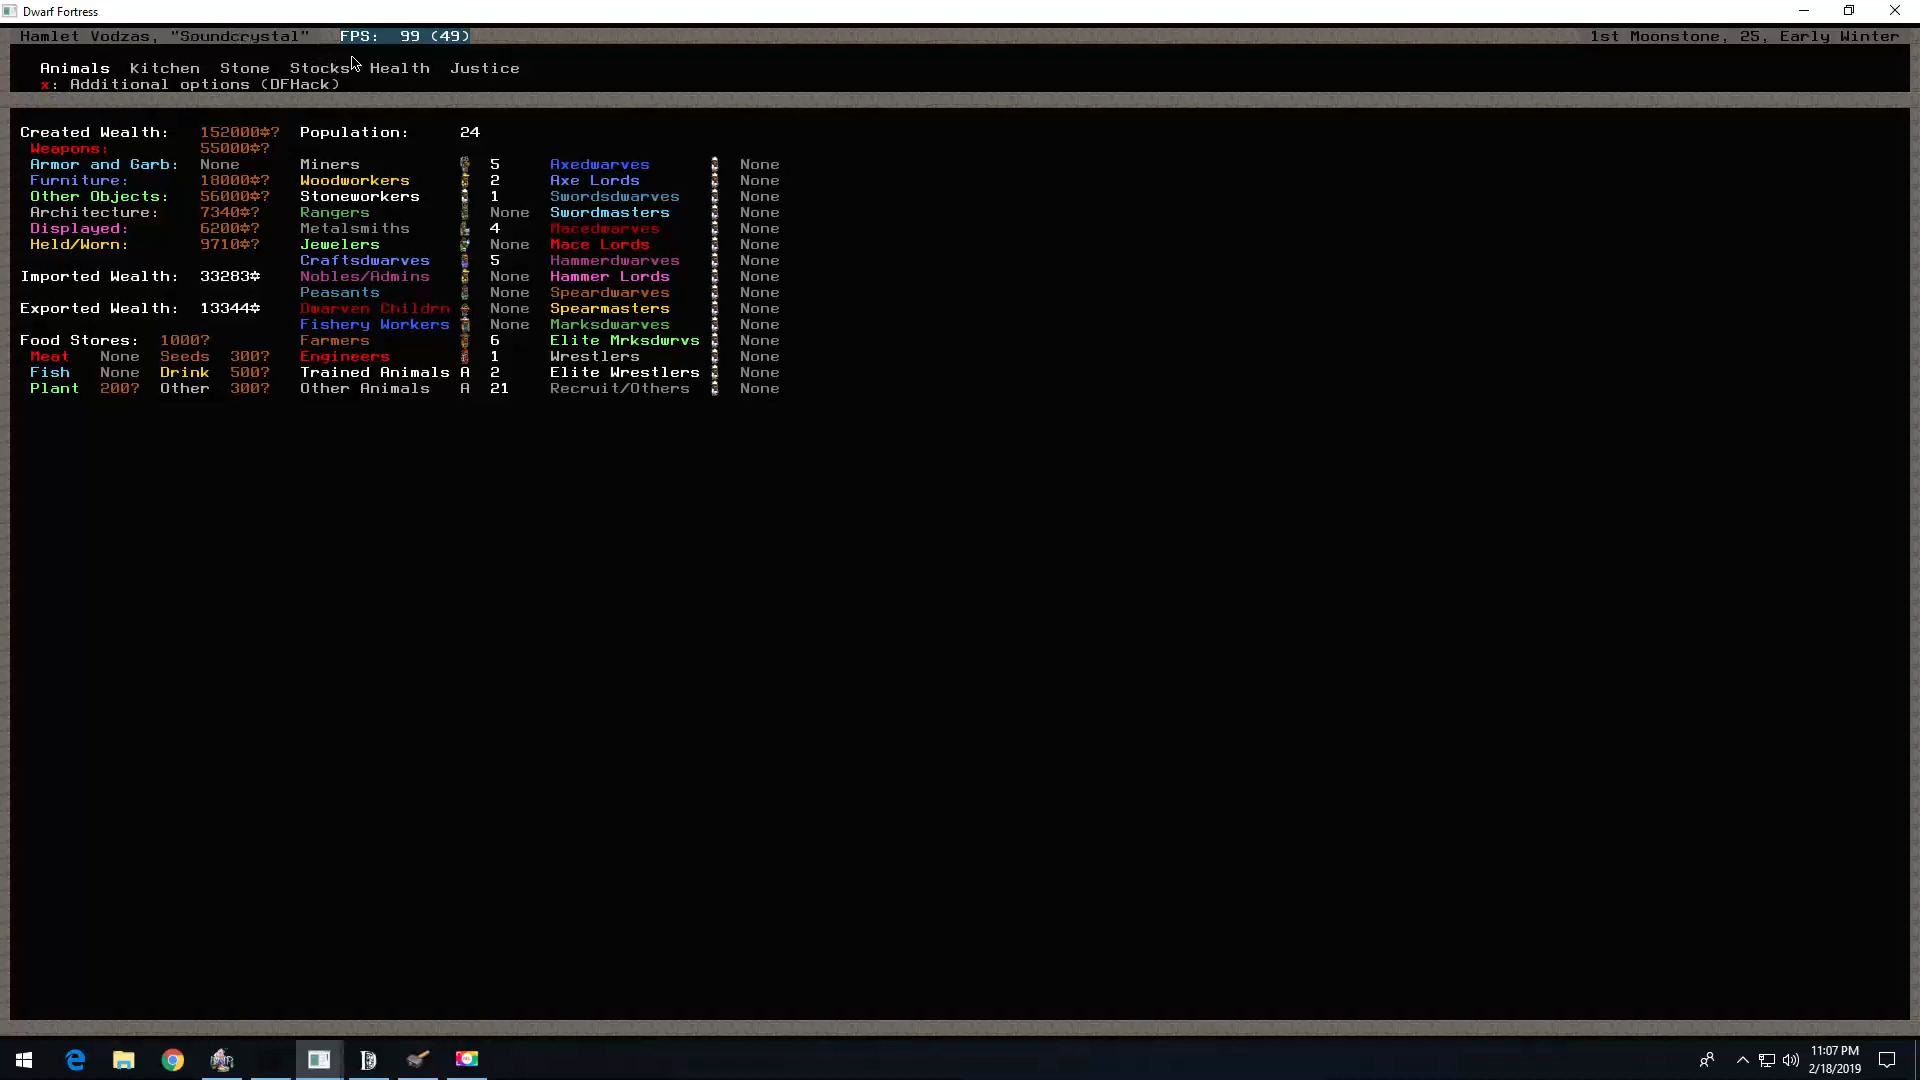 Dwarf Fortress
Hamlet Vodzas, "Soundcrystal" FPS: 99 (49) 1st Moonstone, 25, Early Winter
Animals Kitchen Stone Stocks Health Justice
x: Additional options (DFHack)
Created Wealth: 152000☼? Population: 24
Weapons: 55000☼?
Armor and Garb: None Miners 5 Axedwarves None
Furniture: 18000☼? Woodworkers 2 Axe Lords None
Other Objects: 56000☼? Stoneworkers 1 Swordsdwarves None
Architecture: 7340☼? Rangers None Swordmasters None
Displayed: 6200☼? Metalsmiths 4 Macedwarves None
Held/Worn: 9710☼? Jewelers None Mace Lords None
Craftsdwarves 5 Hammerdwarves None
Imported Wealth: 33283☼ Nobles/Admins None Hammer Lords None
Peasants None Speardwarves None
Exported Wealth: 13344☼ Dwarven Childrn None Spearmasters None
Fishery Workers None Marksdwarves None
Food Stores: 1000? Farmers 6 Elite Mrksdwrvs None
Meat None Seeds 300? Engineers 1 Wrestlers None
Fish None Drink 500? Trained Animals A 2 Elite Wrestlers None
Plant 200? Other 300? Other Animals A 21 Recruit/Others None
11:07 PM
2/18/2019